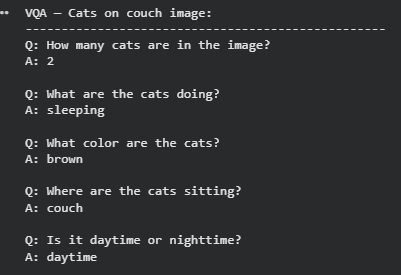 VQA — Cats on couch image:
--------------------------------------------------
Q: How many cats are in the image?
A: 2
Q: What are the cats doing?
A: sleeping
Q: What color are the cats?
A: brown
Q: Where are the cats sitting?
A: couch
Q: Is it daytime or nighttime?
A: daytime